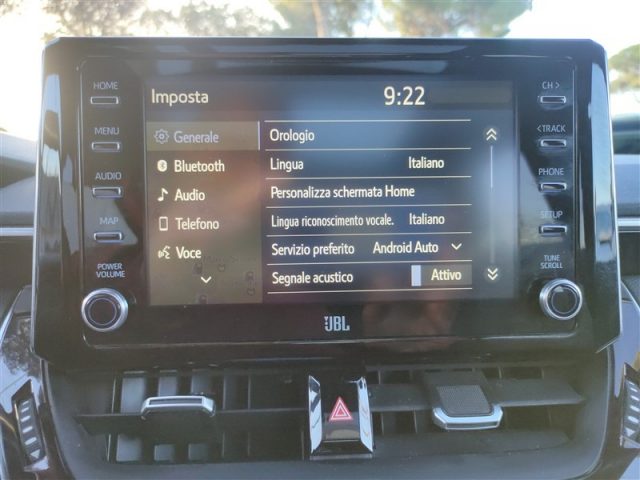 HOME
MENU
AUDIO
MAP
POWER
VOLUME
Imposta 9:22
Generale
Bluetooth
Audio
Telefono
Voce
Orologio
Lingua Italiano
Personalizza schermata Home
Lingua riconoscimento vocale. Italiano
Servizio preferito Android Auto
Segnale acustico Attivo
CH >
<TRACK
PHONE
SETUP
TUNE
SCROLL
JBL